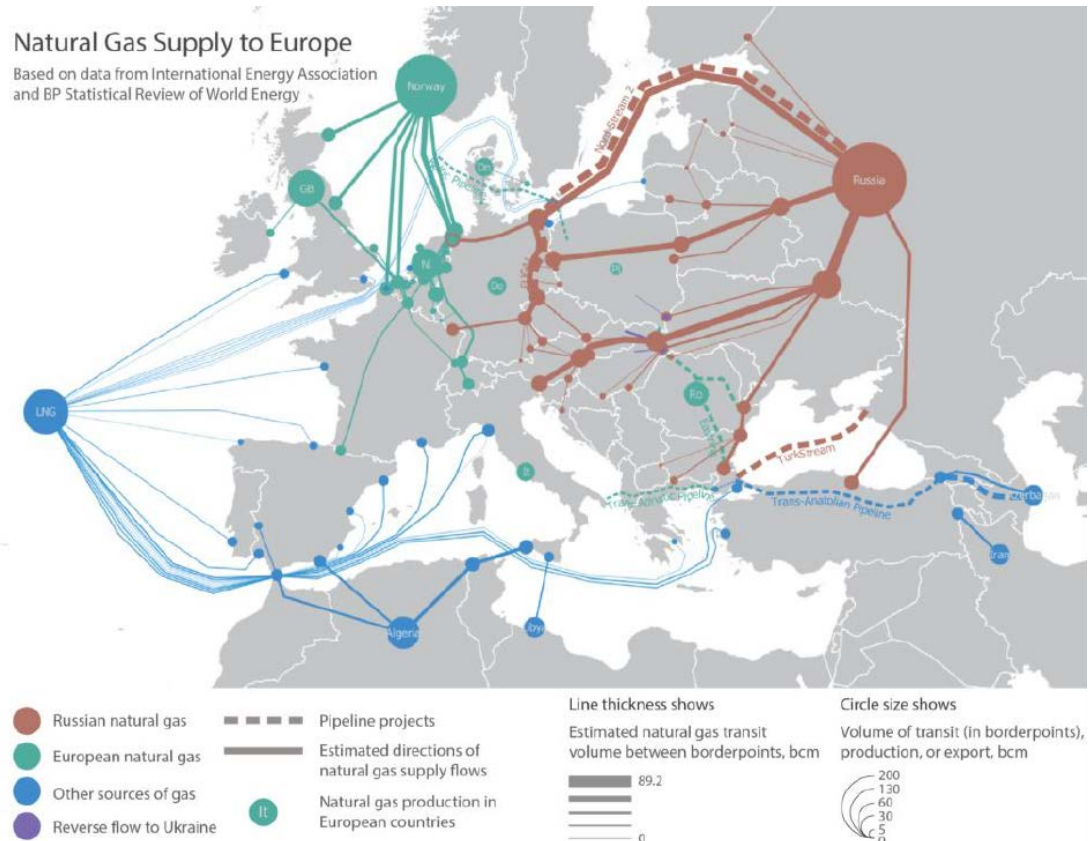 Natural Gas Supply to Europe
Based on data from International Energy Association
and BP Statistical Review of World Energy
Norway
Nord Stream 2
De
GB
Russia
N
Pl
De
EUGAL
LNG
Ro
It
TurkStream
Trans-Adriatic Pipeline
Trans-Anatolian Pipeline
Azerbaijan
Iran
Algeria
Libya
Russian natural gas
European natural gas
Other sources of gas
Reverse flow to Ukraine
Pipeline projects
Estimated directions of
natural gas supply flows
It
Natural gas production in
European countries
Line thickness shows
Estimated natural gas transit
volume between borderpoints, bcm
89.2
0
Circle size shows
Volume of transit (in borderpoints),
production, or export, bcm
200
130
60
30
5
0